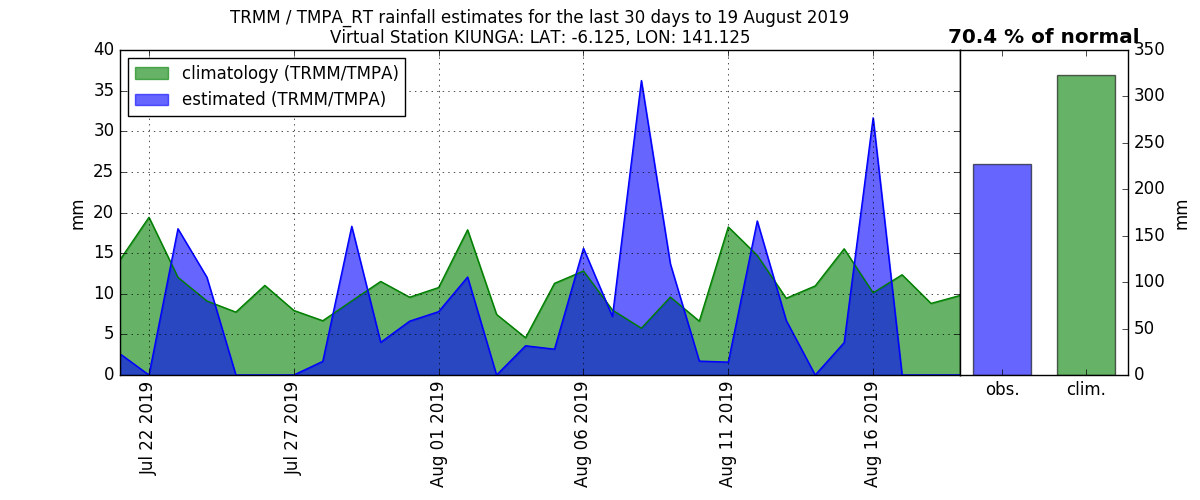 TRMM / TMPA_RT rainfall estimates for the last 30 days to 19 August 2019
Virtual Station KIUNGA: LAT: -6.125, LON: 141.125
70.4 % of normal
climatology (TRMM/TMPA)
estimated (TRMM/TMPA)
40
35
30
25
20
15
10
5
0
mm
Jul 22 2019
Jul 27 2019
Aug 01 2019
Aug 06 2019
Aug 11 2019
Aug 16 2019
350
300
250
200
150
100
50
0
mm
obs.
clim.